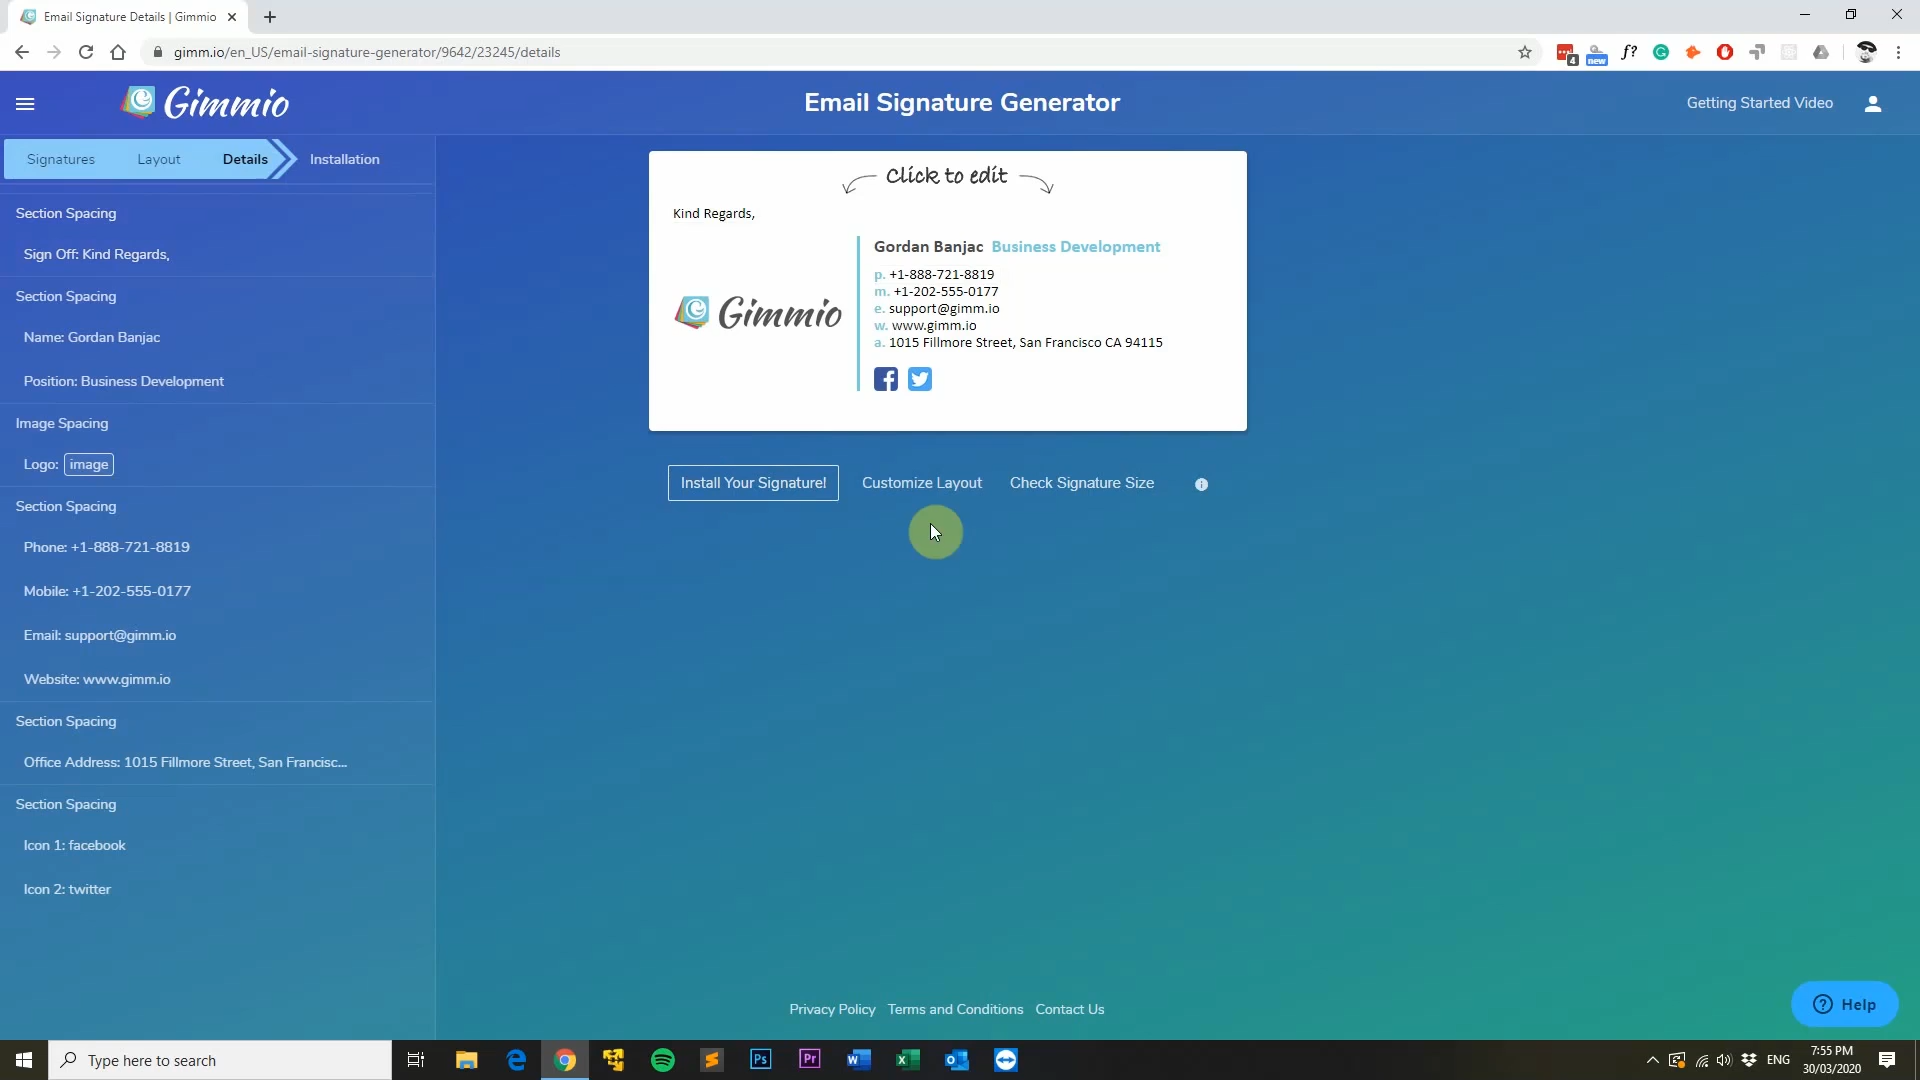 Email Signature Details | Gimmio
gimm.io/en_US/email-signature-generator/9642/23245/details
4
new
f?
Gimmio
Email Signature Generator
Getting Started Video
Signatures
Layout
Details
Installation
Section Spacing
Sign Off: Kind Regards,
Section Spacing
Name: Gordan Banjac
Position: Business Development
Image Spacing
Logo: image
Section Spacing
Phone: +1-888-721-8819
Mobile: +1-202-555-0177
Email: support@gimm.io
Website: www.gimm.io
Section Spacing
Office Address: 1015 Fillmore Street, San Francisc...
Section Spacing
Icon 1: facebook
Icon 2: twitter
Click to edit
Kind Regards,
Gimmio
Gordan Banjac Business Development
p. +1-888-721-8819
m. +1-202-555-0177
e. support@gimm.io
w. www.gimm.io
a. 1015 Fillmore Street, San Francisco CA 94115
Install Your Signature!
Customize Layout
Check Signature Size
Privacy Policy
Terms and Conditions
Contact Us
Help
Type here to search
Ps
Pr
ENG
7:55 PM
30/03/2020